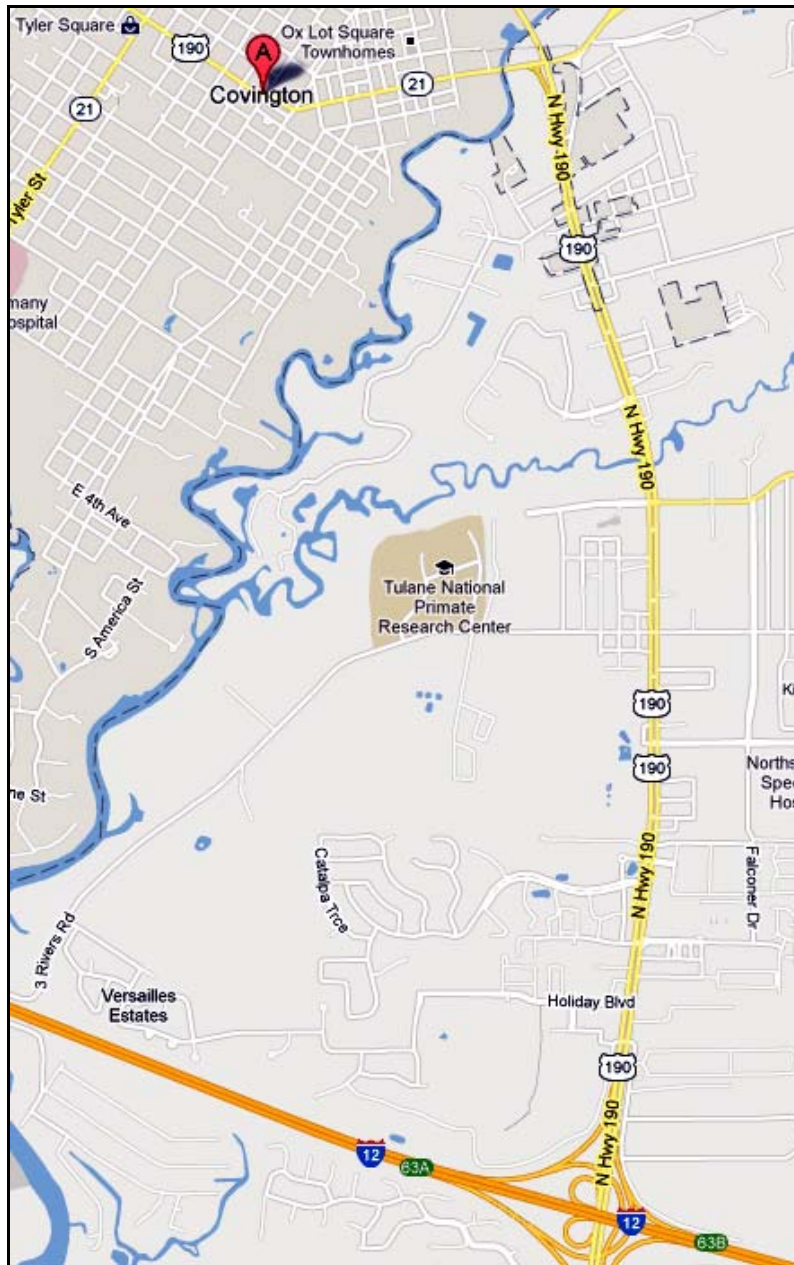 Tyler Square
190
A
Ox Lot Square
Townhomes
21
Covington
21
N Hwy 190
Tyler St
190
many
ospital
N Hwy 190
E 4th Ave
Tulane National
Primate
Research Center
S America St
190
Ki
190
Norths
Spec
Hos
ne St
N Hwy 190
Catalpa Trce
Falconer Dr
3 Rivers Rd
Versailles
Estates
Holiday Blvd
190
N Hwy 190
12
63A
12
63B